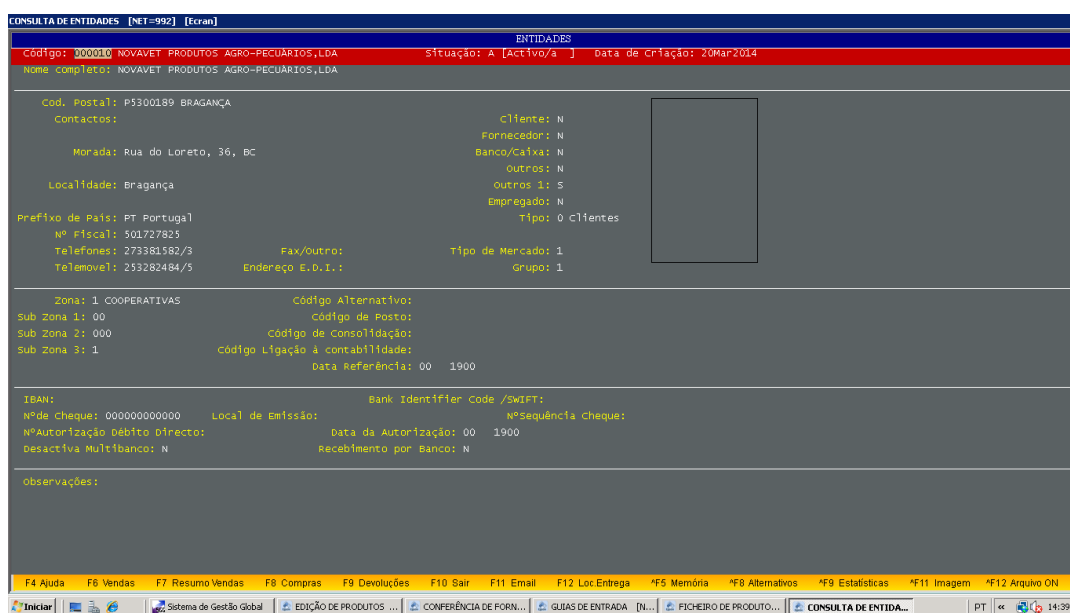 CONSULTA DE ENTIDADES [NET=992] [Ecran]
ENTIDADES
Código: 000010 NOVAVET PRODUTOS AGRO-PECUÀRIOS,LDA Situação: A [Activo/a ] Data de Criação: 20Mar2014
Nome completo: NOVAVET PRODUTOS AGRO-PECUÀRIOS,LDA
Cod. Postal: P5300189 BRAGANÇA
Contactos: Cliente: N
Fornecedor: N
Morada: Rua do Loreto, 36, BC Banco/Caixa: N
Outros: N
Localidade: Bragança Outros 1: S
Empregado: N
Prefixo de País: PT Portugal Tipo: 0 Clientes
Nº Fiscal: 501727825
Telefones: 273381582/3 Fax/Outro: Tipo de Mercado: 1
Telemovel: 253282484/5 Endereço E.D.I.: Grupo: 1
Zona: 1 COOPERATIVAS Código Alternativo:
Sub Zona 1: 00 Código de Posto:
Sub Zona 2: 000 Código de Consolidação:
Sub Zona 3: 1 Código Ligação à contabilidade:
Data Referência: 00 1900
IBAN: Bank Identifier Code /SWIFT:
Nºde Cheque: 000000000000 Local de Emissão: NºSequência Cheque:
NºAutorização Débito Directo: Data da Autorização: 00 1900
Desactiva Multibanco: N Recebimento por Banco: N
Observações:
F4 Ajuda F6 Vendas F7 Resumo Vendas F8 Compras F9 Devoluções F10 Sair F11 Email F12 Loc.Entrega ^F5 Memória ^F8 Alternativos ^F9 Estatísticas ^F11 Imagem ^F12 Arquivo ON
Iniciar Sistema de Gestão Global EDIÇÃO DE PRODUTOS ... CONFERÊNCIA DE FORN... GUIAS DE ENTRADA [N... FICHEIRO DE PRODUTO... CONSULTA DE ENTIDA... PT « 14:39